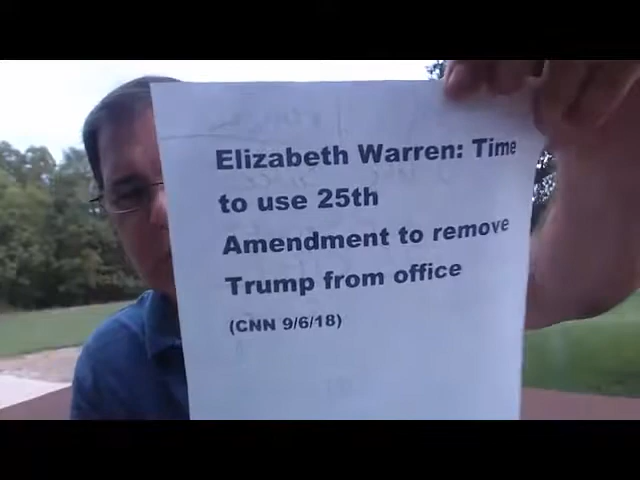 Elizabeth Warren: Time
to use 25th
Amendment to remove
Trump from office
(CNN 9/6/18)